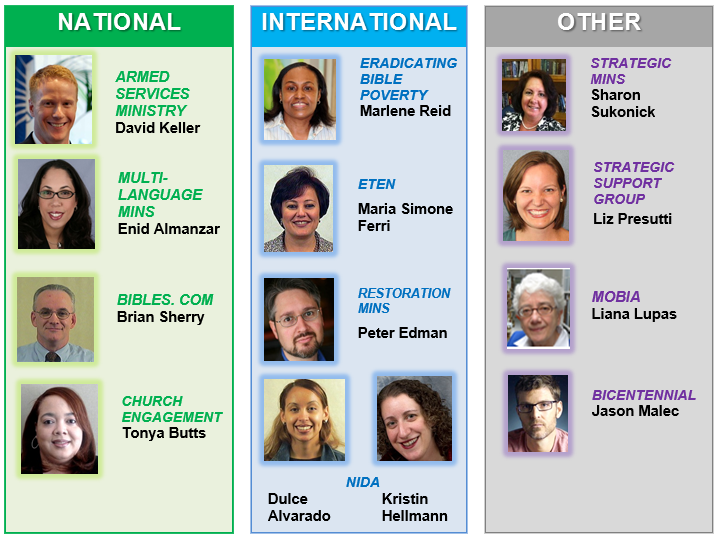 NATIONAL
ARMED
SERVICES
MINISTRY
David Keller
MULTI-
LANGUAGE
MINS
Enid Almanzar
BIBLES. COM
Brian Sherry
CHURCH
ENGAGEMENT
Tonya Butts
INTERNATIONAL
ERADICATING
BIBLE
POVERTY
Marlene Reid
ETEN
Maria Simone
Ferri
RESTORATION
MINS
Peter Edman
NIDA
Dulce
Alvarado
Kristin
Hellmann
OTHER
STRATEGIC
MINS
Sharon
Sukonick
STRATEGIC
SUPPORT
GROUP
Liz Presutti
MOBIA
Liana Lupas
BICENTENNIAL
Jason Malec